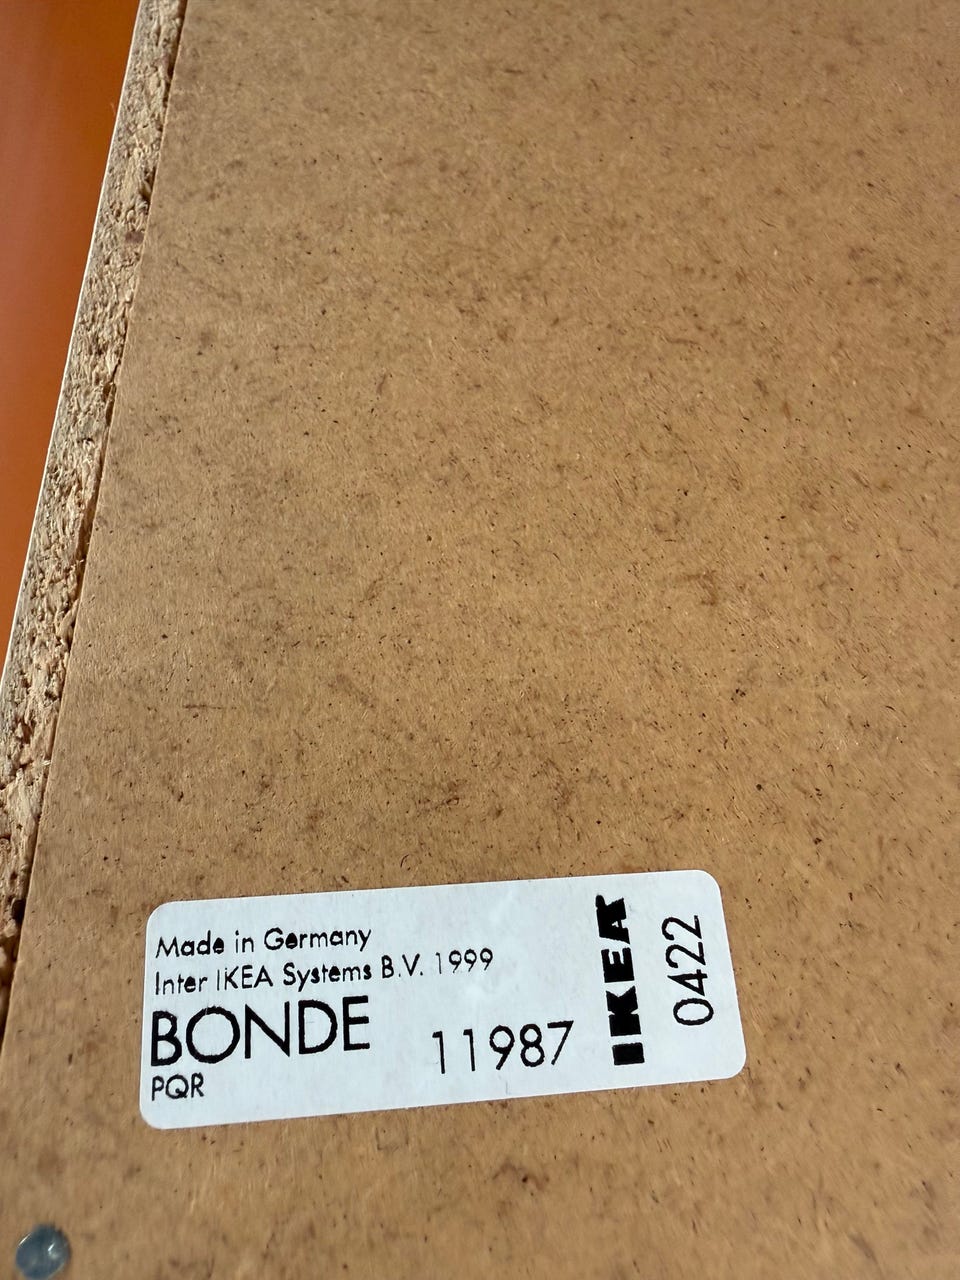 Made in Germany
Inter IKEA Systems B.V. 1999
BONDE
PQR
11987
IKEA
0422